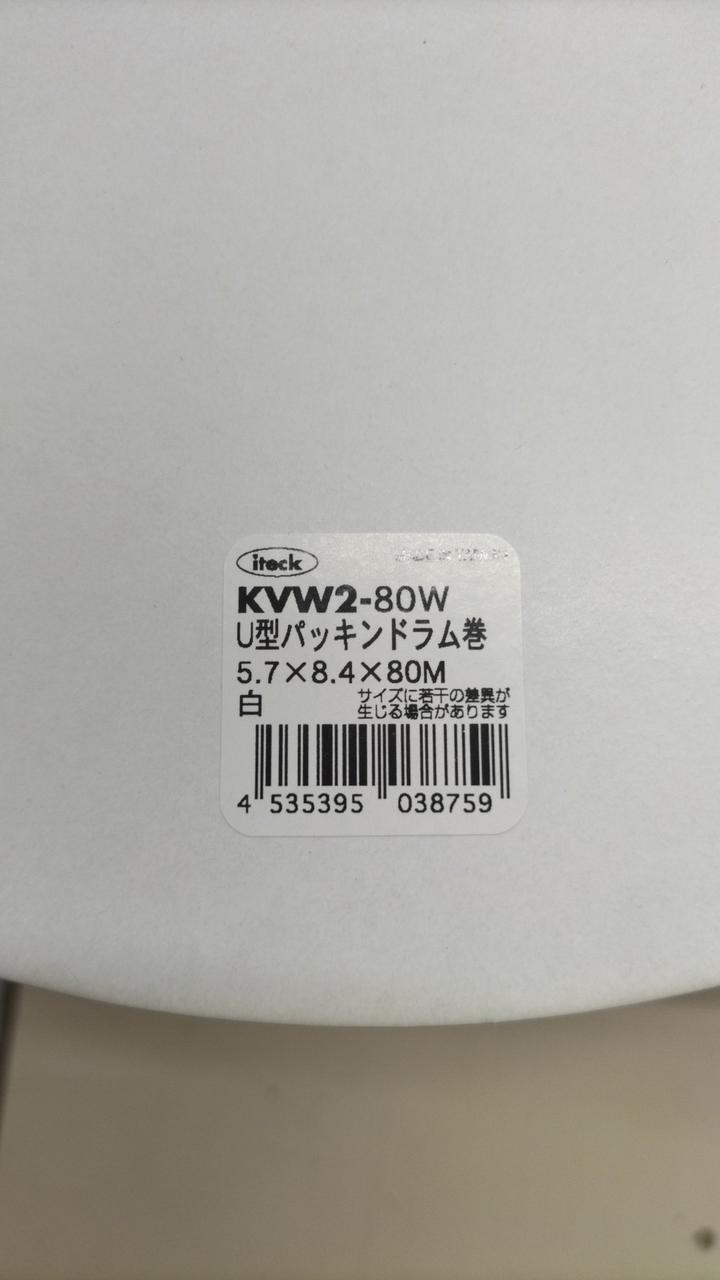 iteck
KVW2-80W
U型パッキンドラム巻
5.7×8.4×80M
白
サイズに若干の差異が
生じる場合があります
4 535395 038759